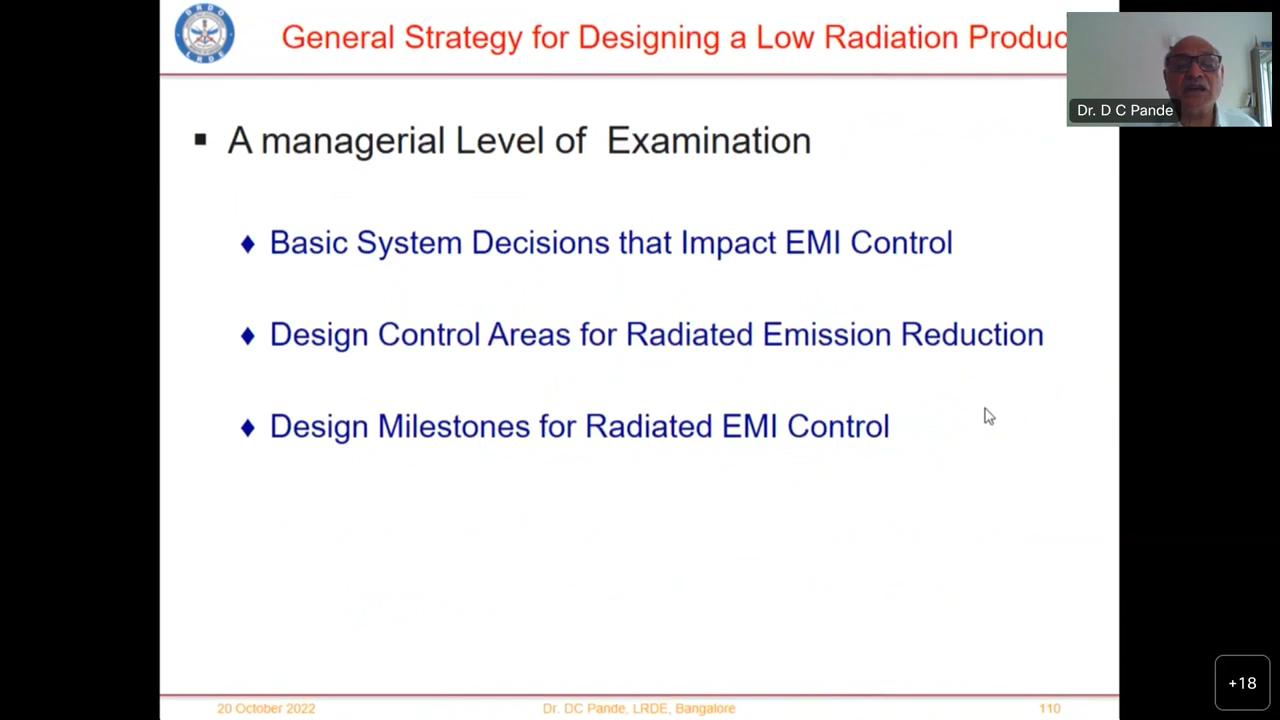 DRDO
LRDE
General Strategy for Designing a Low Radiation Produc
Dr. D C Pande
▪ A managerial Level of Examination
♦ Basic System Decisions that Impact EMI Control
♦ Design Control Areas for Radiated Emission Reduction
♦ Design Milestones for Radiated EMI Control
+18
20 October 2022
Dr. DC Pande, LRDE, Bangalore
110